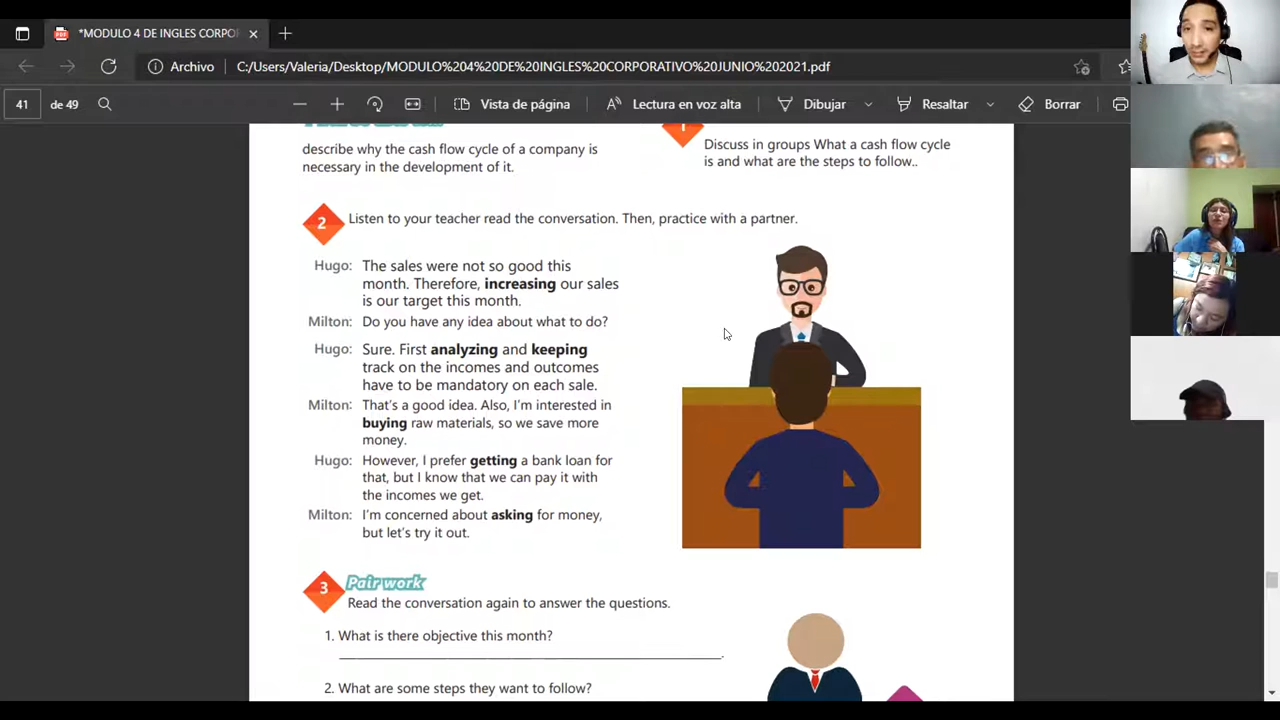 *MODULO 4 DE INGLES CORPO
Archivo
C:/Users/Valeria/Desktop/MODULO%204%20DE%20INGLES%20CORPORATIVO%20JUNIO%202021.pdf
41 de 49
Vista de página
Lectura en voz alta
Dibujar
Resaltar
Borrar
describe why the cash flow cycle of a company is
necessary in the development of it.
1
Discuss in groups What a cash flow cycle
is and what are the steps to follow..
2
Listen to your teacher read the conversation. Then, practice with a partner.
Hugo: The sales were not so good this
month. Therefore, increasing our sales
is our target this month.
Milton: Do you have any idea about what to do?
Hugo: Sure. First analyzing and keeping
track on the incomes and outcomes
have to be mandatory on each sale.
Milton: That's a good idea. Also, I'm interested in
buying raw materials, so we save more
money.
Hugo: However, I prefer getting a bank loan for
that, but I know that we can pay it with
the incomes we get.
Milton: I'm concerned about asking for money,
but let's try it out.
3
Pair work
Read the conversation again to answer the questions.
1. What is there objective this month?
2. What are some steps they want to follow?